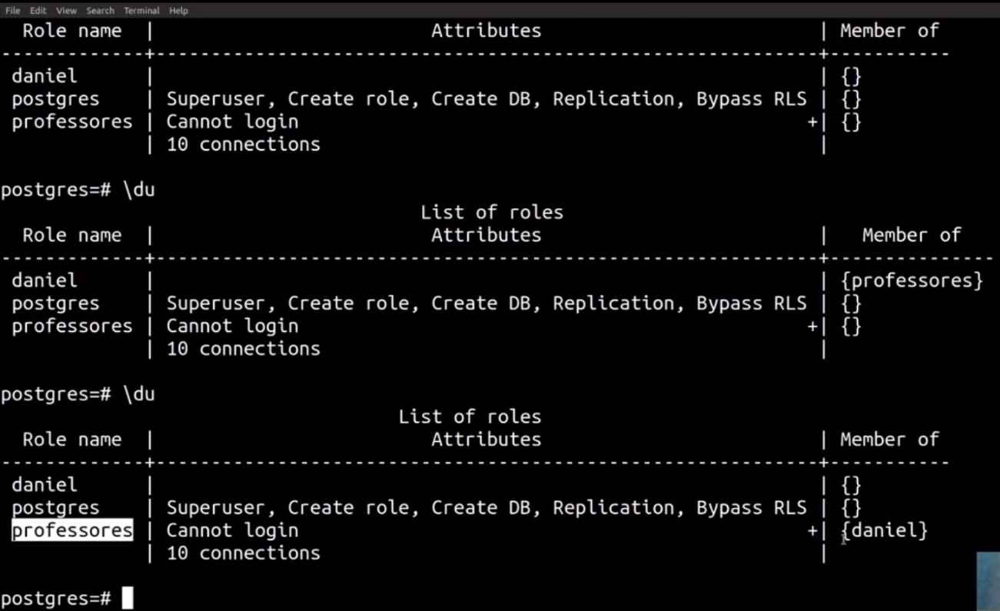 File Edit View Search Terminal Help
  Role name  |                         Attributes                         | Member of
-------------+------------------------------------------------------------+-----------
 daniel      |                                                            | {}
 postgres    | Superuser, Create role, Create DB, Replication, Bypass RLS | {}
 professores | Cannot login                                              +| {}
             | 10 connections                                             |
postgres=# \du
                                      List of roles
  Role name  |                         Attributes                         |   Member of
-------------+------------------------------------------------------------+---------------
 daniel      |                                                            | {professores}
 postgres    | Superuser, Create role, Create DB, Replication, Bypass RLS | {}
 professores | Cannot login                                              +| {}
             | 10 connections                                             |
postgres=# \du
                                    List of roles
  Role name  |                         Attributes                         | Member of
-------------+------------------------------------------------------------+-----------
 daniel      |                                                            | {}
 postgres    | Superuser, Create role, Create DB, Replication, Bypass RLS | {}
 professores | Cannot login                                              +| {daniel}
             | 10 connections                                             |
postgres=#